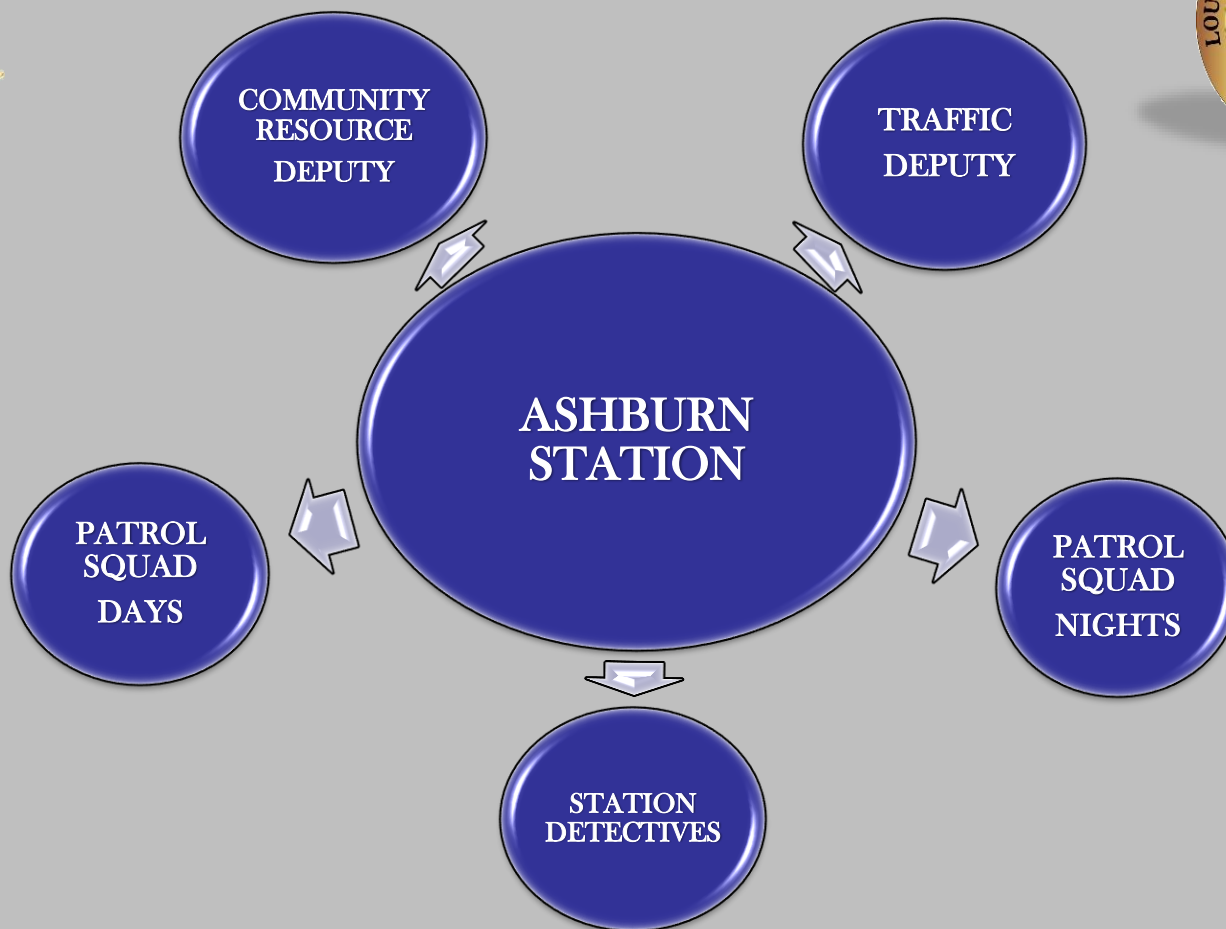 COMMUNITY
RESOURCE
DEPUTY
TRAFFIC
DEPUTY
ASHBURN
STATION
PATROL
SQUAD
DAYS
PATROL
SQUAD
NIGHTS
STATION
DETECTIVES